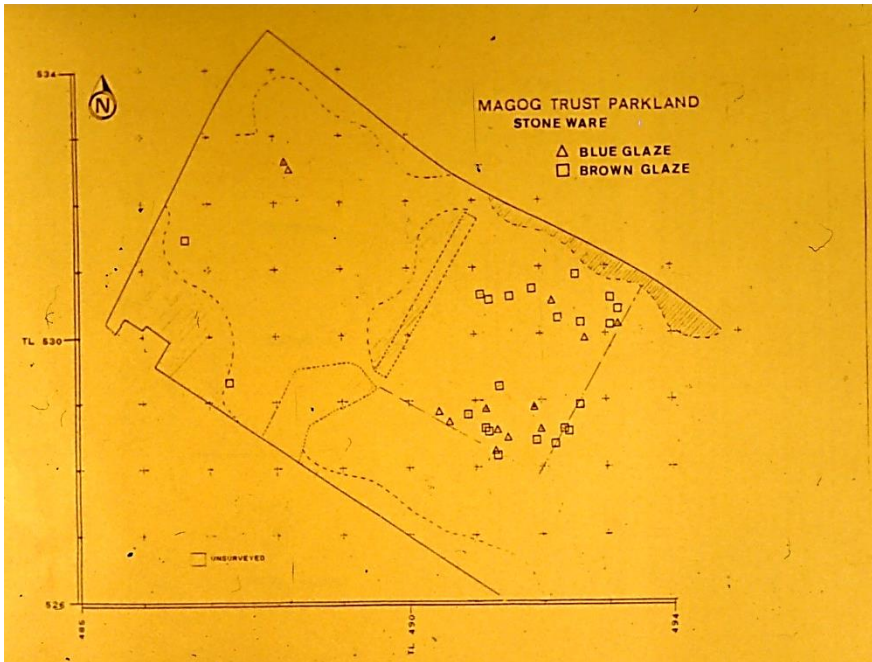 534
N
MAGOG TRUST PARKLAND
STONE WARE
BLUE GLAZE
BROWN GLAZE
TL 530
UNSURVEYED
526
486
TL 490
494